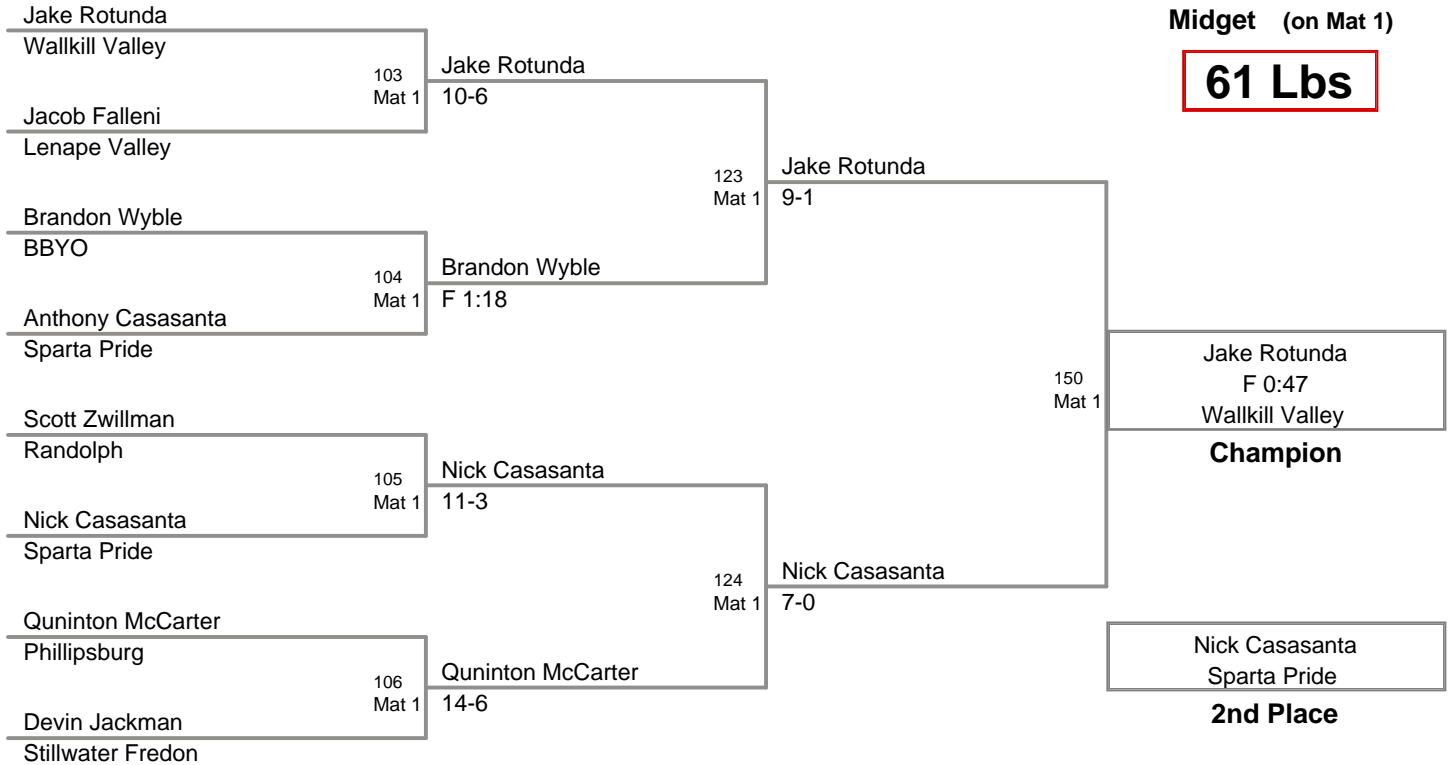 Midget (on Mat 1)
61 Lbs
Jake Rotunda
Wallkill Valley
103
Mat 1
Jake Rotunda
10-6
Jacob Falleni
Lenape Valley
123
Mat 1
Jake Rotunda
9-1
Brandon Wyble
BBYO
104
Mat 1
Brandon Wyble
F 1:18
Anthony Casasanta
Sparta Pride
150
Mat 1
Jake Rotunda
F 0:47
Wallkill Valley
Champion
Scott Zwillman
Randolph
105
Mat 1
Nick Casasanta
11-3
Nick Casasanta
Sparta Pride
124
Mat 1
Nick Casasanta
7-0
Quninton McCarter
Phillipsburg
106
Mat 1
Quninton McCarter
14-6
Devin Jackman
Stillwater Fredon
Nick Casasanta
Sparta Pride
2nd Place